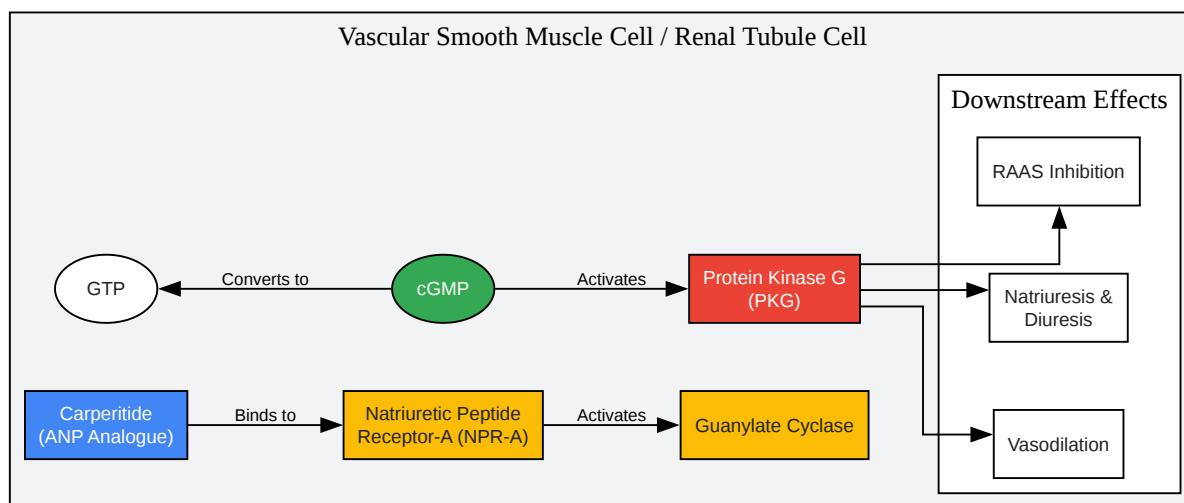 Vascular Smooth Muscle Cell / Renal Tubule Cell
Downstream Effects
RAAS Inhibition
GTP
Converts to
cGMP
Activates
Protein Kinase G
(PKG)
Natriuresis &
Diuresis
Carperitide
(ANP Analogue)
Binds to
Natriuretic Peptide
Receptor-A (NPR-A)
Activates
Guanylate Cyclase
Vasodilation